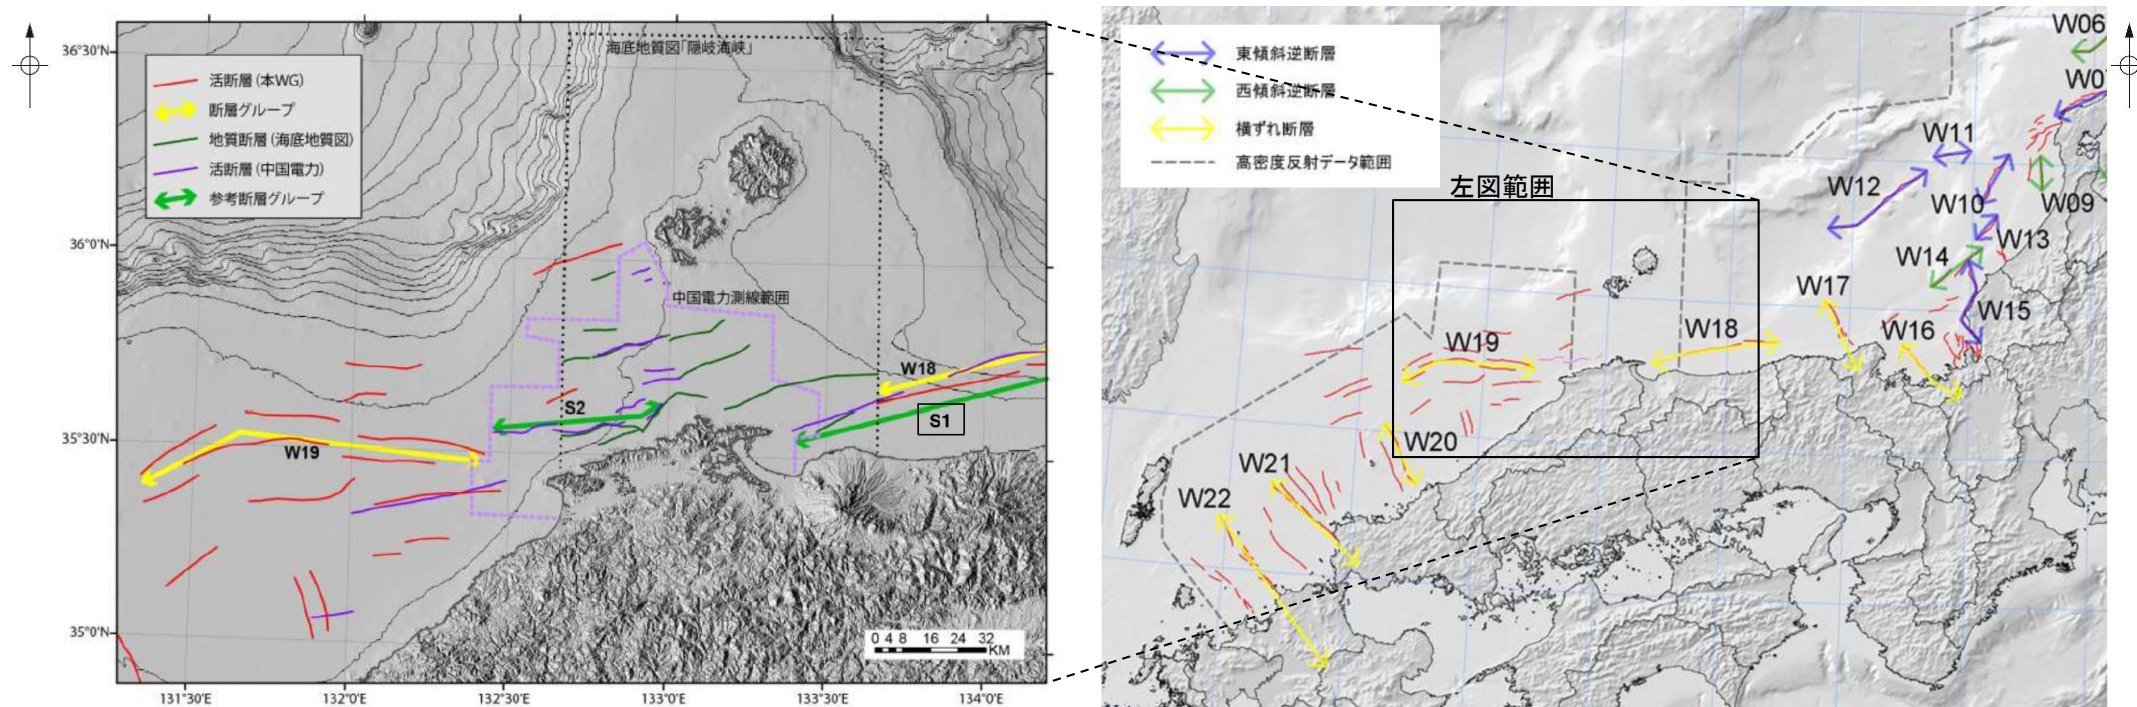 36°30'N
36°0'N
35°30'N
35°0'N
131°30'E
132°0'E
132°30'E
133°0'E
133°30'E
134°0'E
活断層(本WG)
断層グループ
地質断層(海底地質図)
活断層(中国電力)
参考断層グループ
海底地質図「隠岐海峡」
中国電力測線範囲
W18
S1
S2
W19
0 4 8 16 24 32
KM
東傾斜逆断層
西傾斜逆断層
横ずれ断層
高密度反射データ範囲
左図範囲
W06
W0
W11
W12
W10
W09
W13
W14
W17
W15
W16
W18
W19
W20
W21
W22